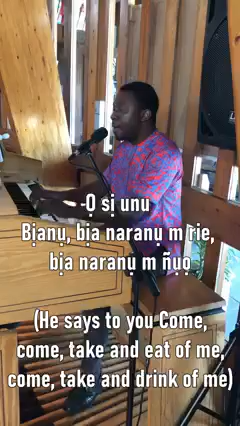 -Ọ sị unu
Bịanụ, bịa naranụ m rie,
bịa naranụ m ñụọ
(He says to you Come,
come, take and eat of me,
come, take and drink of me)